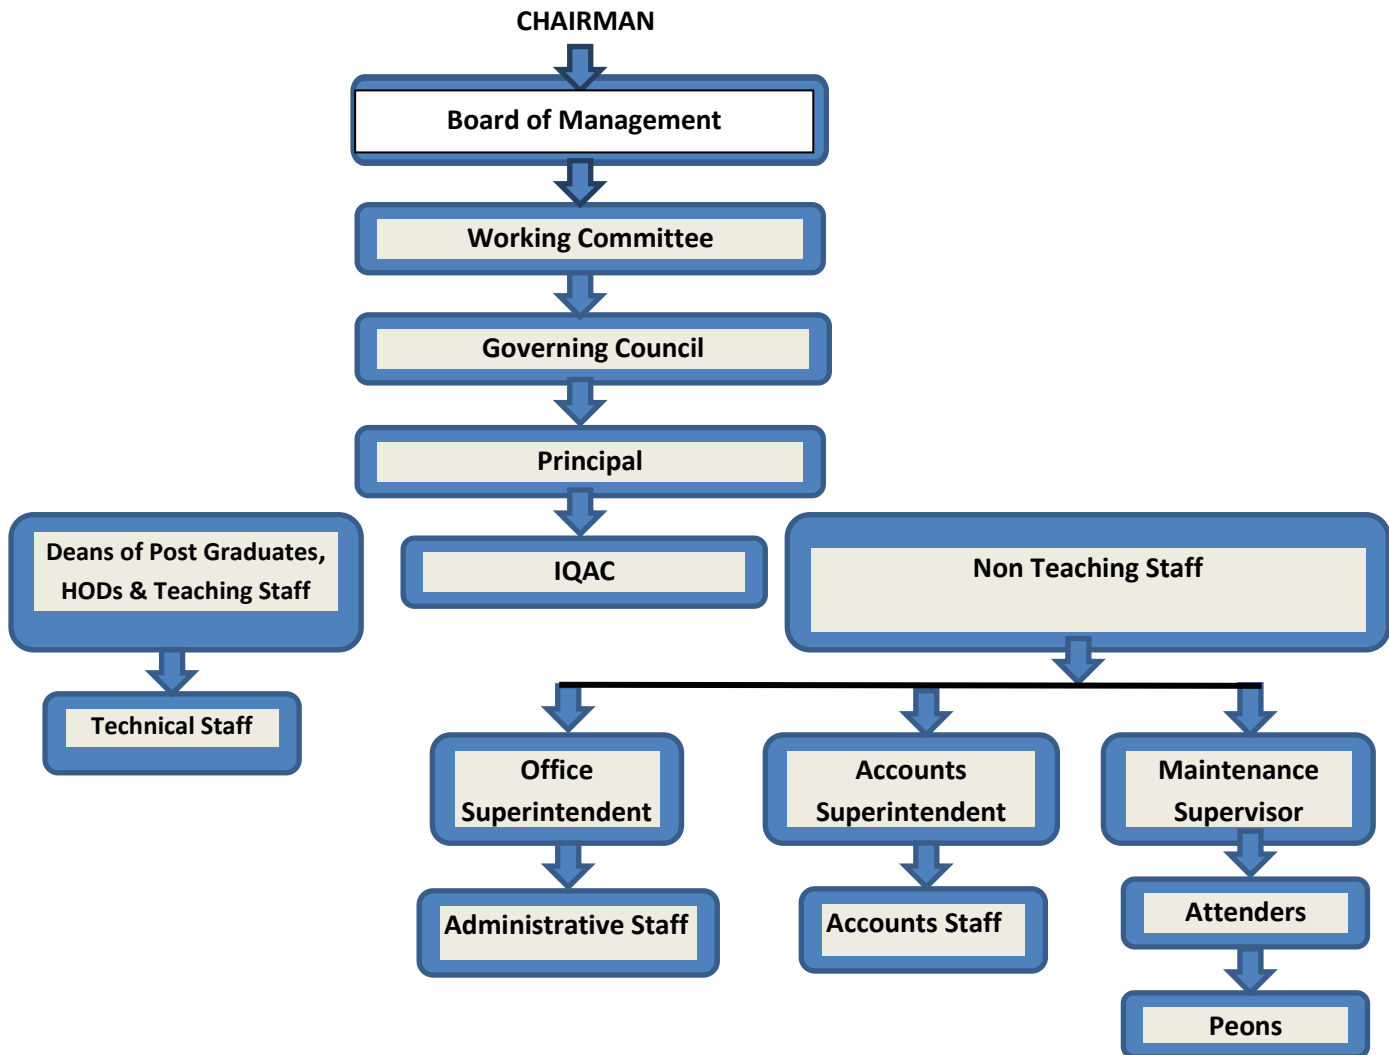 CHAIRMAN
Board of Management
Working Committee
Governing Council
Principal
Deans of Post Graduates,
HODs & Teaching Staff
IQAC
Non Teaching Staff
Technical Staff
Office
Superintendent
Accounts
Superintendent
Maintenance
Supervisor
Administrative Staff
Accounts Staff
Attenders
Peons